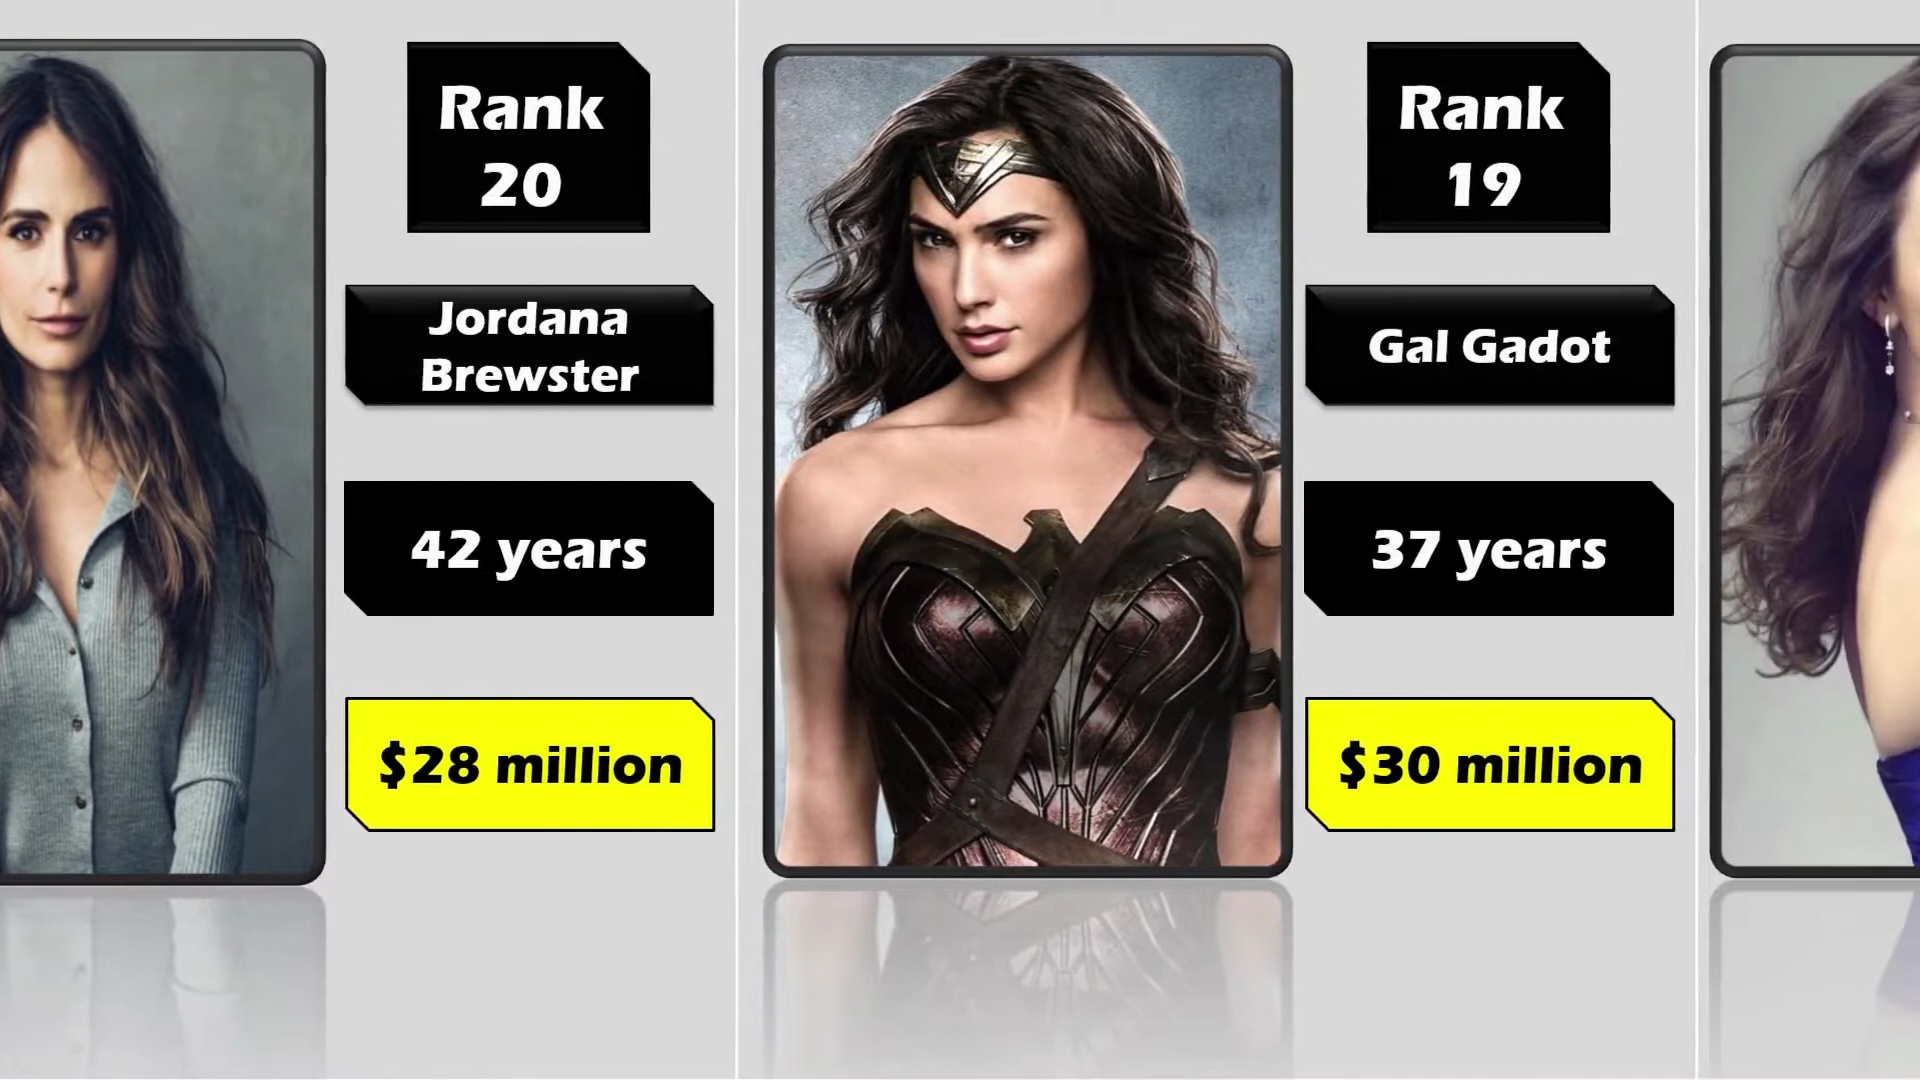 Rank
20
Jordana
Brewster
42 years
$28 million
Rank
19
Gal Gadot
37 years
$30 million